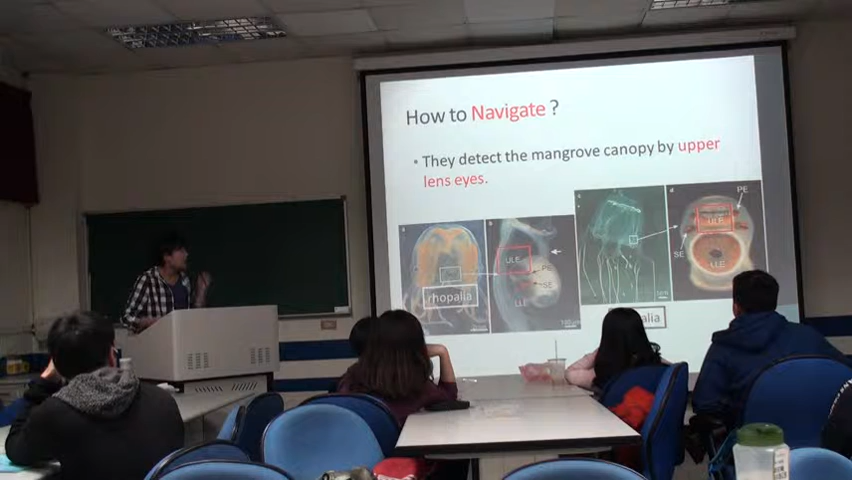 How to Navigate ?
• They detect the mangrove canopy by upper
lens eyes.
a
b
c
d
PE
ULE
SE
LLE
ULE
PE
SE
LLE
rhopalia
alia